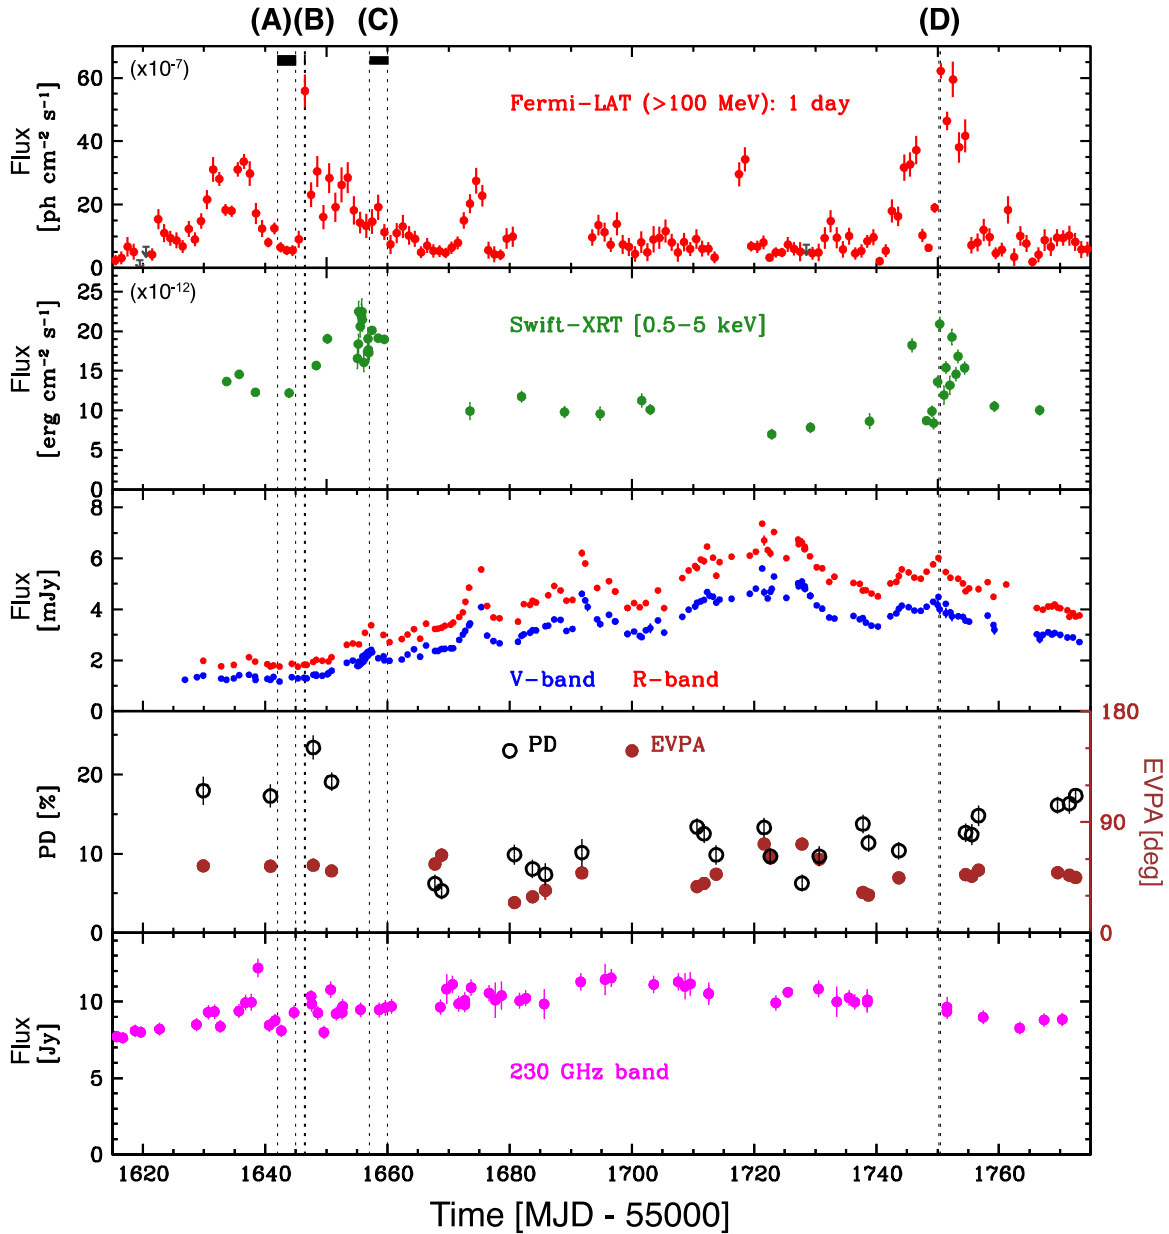 (A) (B) (C) (D)
(x10-7)
Fermi-LAT (>100 MeV): 1 day
Flux
[ph cm⁻² s⁻¹]
60
40
20
0
(x10-12)
Swift-XRT [0.5-5 keV]
Flux
[erg cm⁻² s⁻¹]
25
20
15
10
5
0
Flux
[mJy]
8
6
4
2
0
V-band R-band
PD EVPA
PD [%]
20
10
0
180
90
0
EVPA [deg]
Flux
[Jy]
10
5
0
230 GHz band
1620 1640 1660 1680 1700 1720 1740 1760
Time [MJD - 55000]